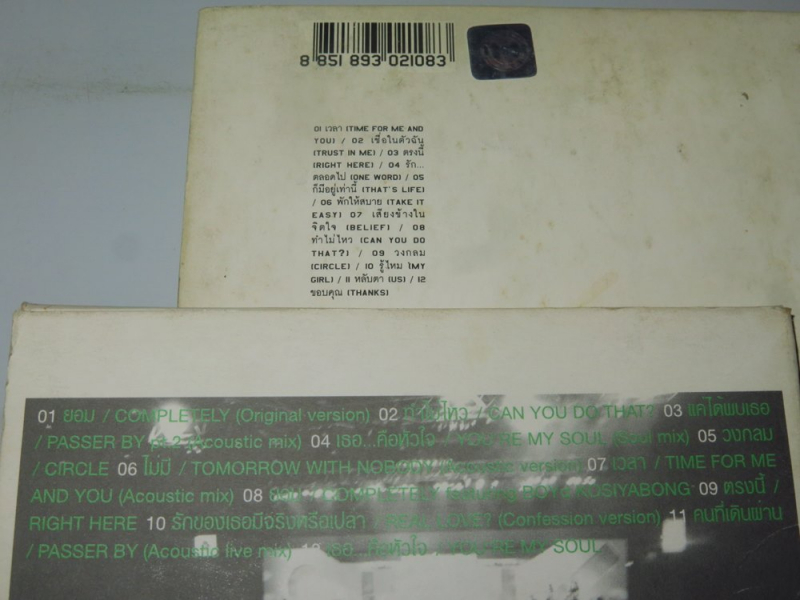 8 851 893 021083
01 เวลา (TIME FOR ME AND
YOU) / 02 เชื่อในตัวฉัน
(TRUST IN ME) / 03 ตรงนี้
(RIGHT HERE) / 04 รัก...
ตลอดไป (ONE WORD) / 05
ก็มีอยู่เท่านี้ (THAT'S LIFE)
/ 06 พักให้สบาย (TAKE IT
EASY) 07 เสียงข้างใน
จิตใจ (BELIEF) / 08
ทำไม่ไหว (CAN YOU DO
THAT?) / 09 วงกลม
(CIRCLE) / 10 รู้ไหม (MY
GIRL) / 11 หลับตา (US) / 12
ขอบคุณ (THANKS)
01 ยอม / COMPLETELY (Original version) 02 ทำไม่ไหว / CAN YOU DO THAT? 03 แค่ได้พบเธอ
/ PASSER BY (Acoustic mix) 04 เธอ...คือหัวใจ / YOU'RE MY SOUL (Soul mix) 05 วงกลม
/ CIRCLE 06 ไม่มี / TOMORROW WITH NOBODY (Acoustic version) 07 เวลา / TIME FOR ME
AND YOU (Acoustic mix) 08 ยอม / COMPLETELY featuring BOYd KOSIYABONG 09 ตรงนี้ /
RIGHT HERE 10 รักของเธอมีจริงหรือเปล่า / REAL LOVE? (Confession version) 11 คนที่เดินผ่าน
/ PASSER BY (Acoustic live mix) 12 เธอ...คือหัวใจ / YOU'RE MY SOUL